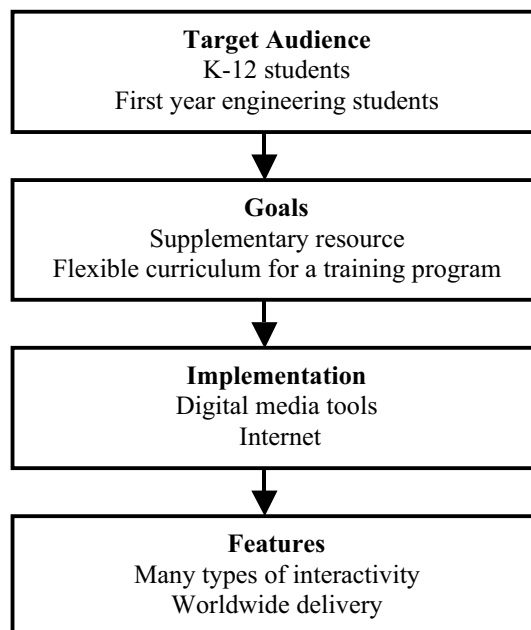 Target Audience
K-12 students
First year engineering students
Goals
Supplementary resource
Flexible curriculum for a training program
Implementation
Digital media tools
Internet
Features
Many types of interactivity
Worldwide delivery